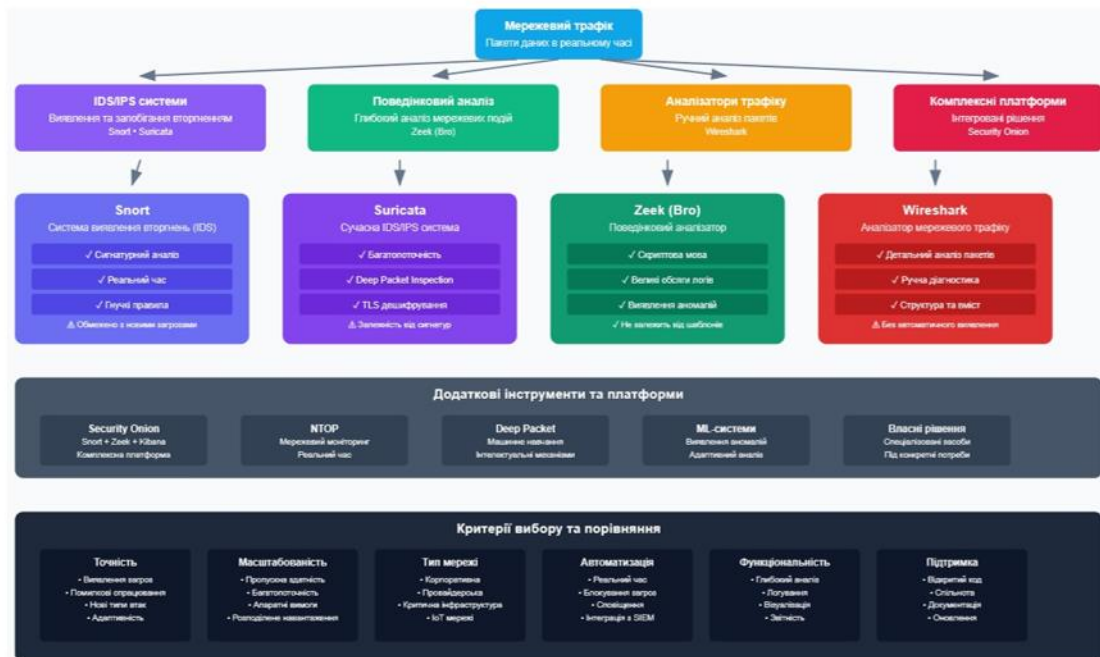 Мережевий трафік
Пакети даних в реальному часі
IDS/IPS системи
Виявлення та запобігання вторгненням
Snort • Suricata
Поведінковий аналіз
Глибокий аналіз мережевих подій
Zeek (Bro)
Аналізатори трафіку
Ручний аналіз пакетів
Wireshark
Комплексні платформи
Інтегровані рішення
Security Onion
Snort
Система виявлення вторгнень (IDS)
✓ Сигнатурний аналіз
✓ Реальний час
✓ Гнучкі правила
⚠ Обмежено з новими загрозами
Suricata
Сучасна IDS/IPS система
✓ Багатопоточність
✓ Deep Packet Inspection
✓ TLS дешифрування
⚠ Залежність від сигнатур
Zeek (Bro)
Поведінковий аналізатор
✓ Скриптова мова
✓ Великі обсяги логів
✓ Виявлення аномалій
✓ Не залежить від шаблонів
Wireshark
Аналізатор мережевого трафіку
✓ Детальний аналіз пакетів
✓ Ручна діагностика
✓ Структура та вміст
⚠ Без автоматичного виявлення
Додаткові інструменти та платформи
Security Onion
Snort + Zeek + Kibana
Комплексна платформа
NTOP
Мережевий моніторинг
Реальний час
Deep Packet
Машинне навчання
Інтелектуальні механізми
ML-системи
Виявлення аномалій
Адаптивний аналіз
Власні рішення
Спеціалізовані засоби
Під конкретні потреби
Критерії вибору та порівняння
Точність
• Виявлення загроз
• Помилкові спрацювання
• Нові типи атак
• Адаптивність
Масштабованість
• Пропускна здатність
• Багатопоточність
• Апаратні вимоги
• Розподілене навантаження
Тип мережі
• Корпоративна
• Провайдерська
• Критична інфраструктура
• IoT мережі
Автоматизація
• Реальний час
• Блокування загроз
• Сповіщення
• Інтеграція з SIEM
Функціональність
• Глибокий аналіз
• Логування
• Візуалізація
• Звітність
Підтримка
• Відкритий код
• Спільнота
• Документація
• Оновлення